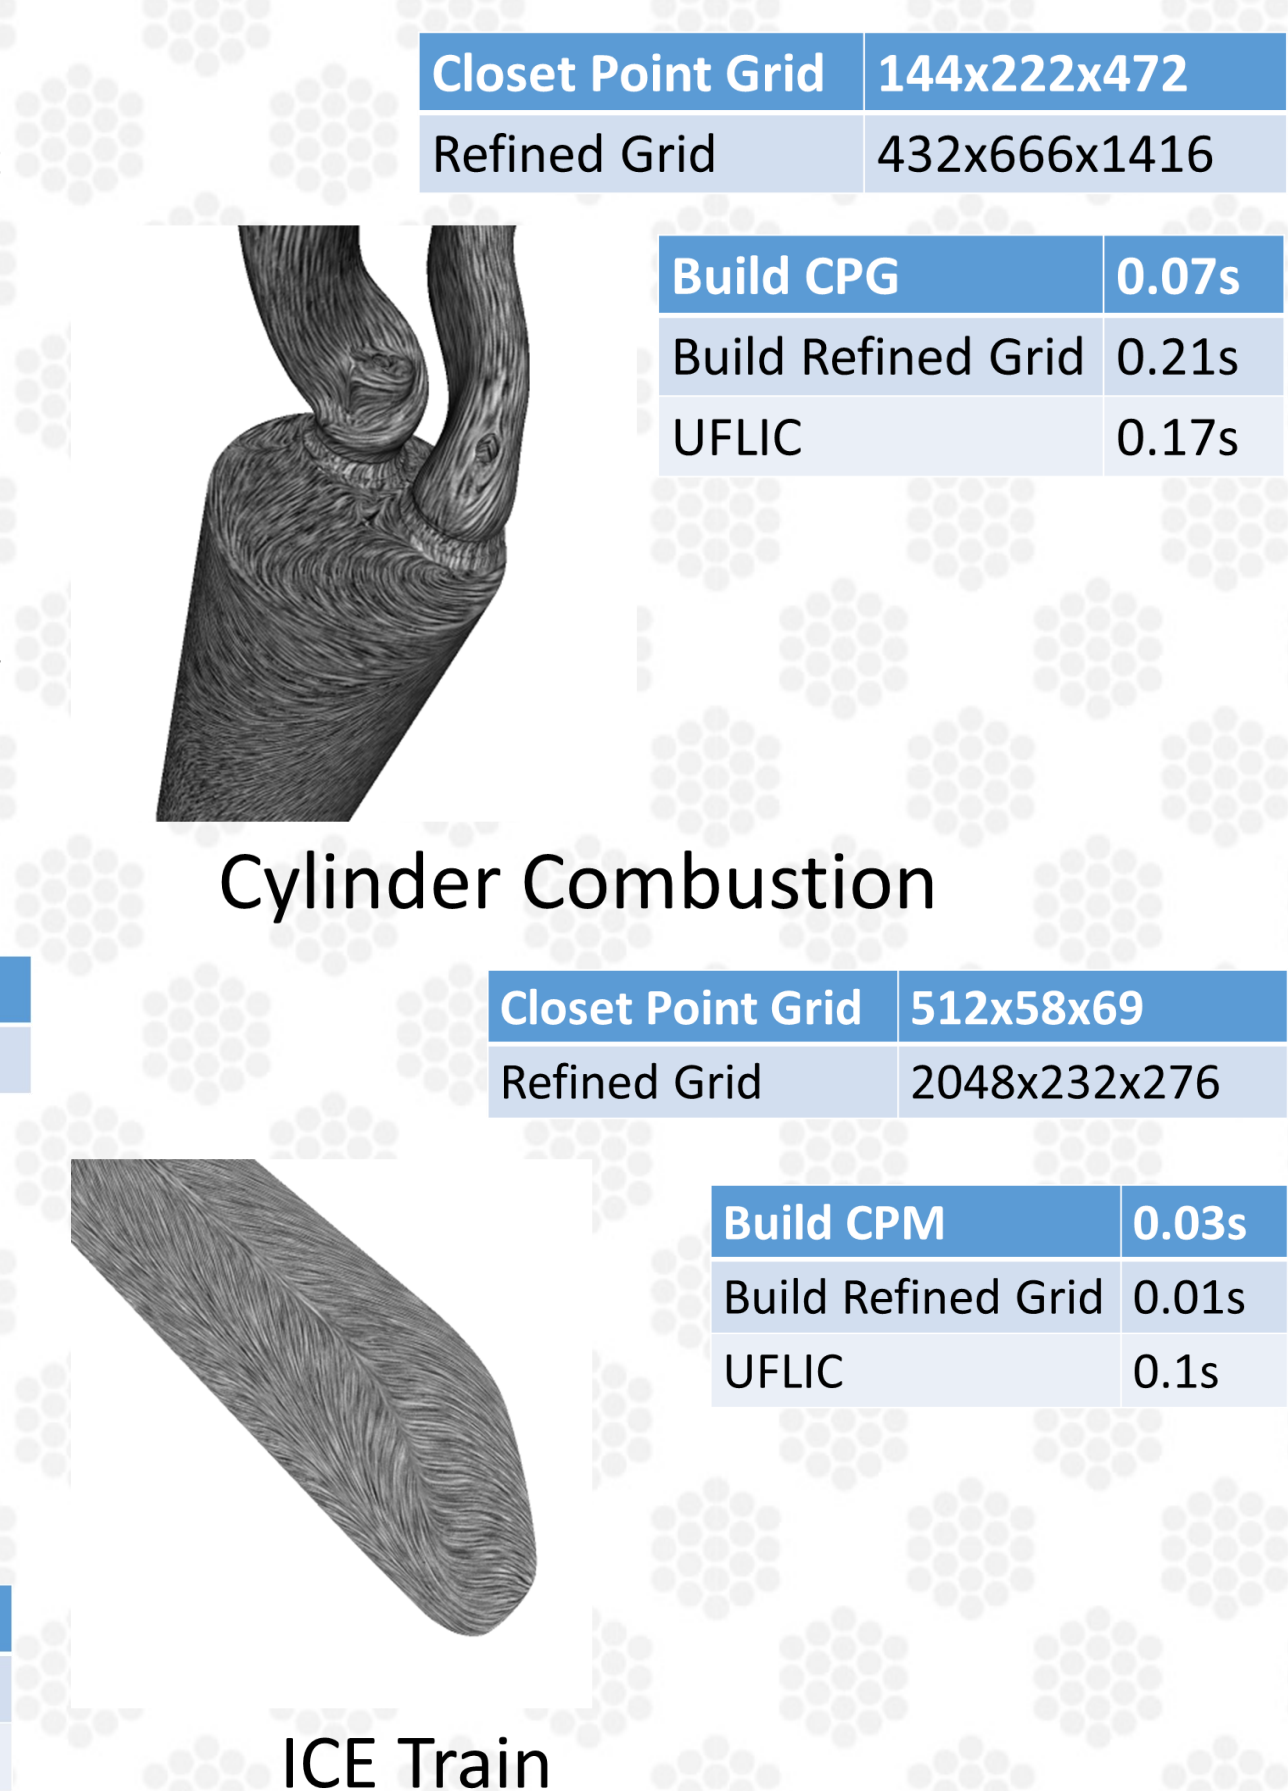 Closet Point Grid 144x222x472
Refined Grid 432x666x1416
Build CPG 0.07s
Build Refined Grid 0.21s
UFLIC 0.17s
Cylinder Combustion
Closet Point Grid 512x58x69
Refined Grid 2048x232x276
Build CPM 0.03s
Build Refined Grid 0.01s
UFLIC 0.1s
ICE Train